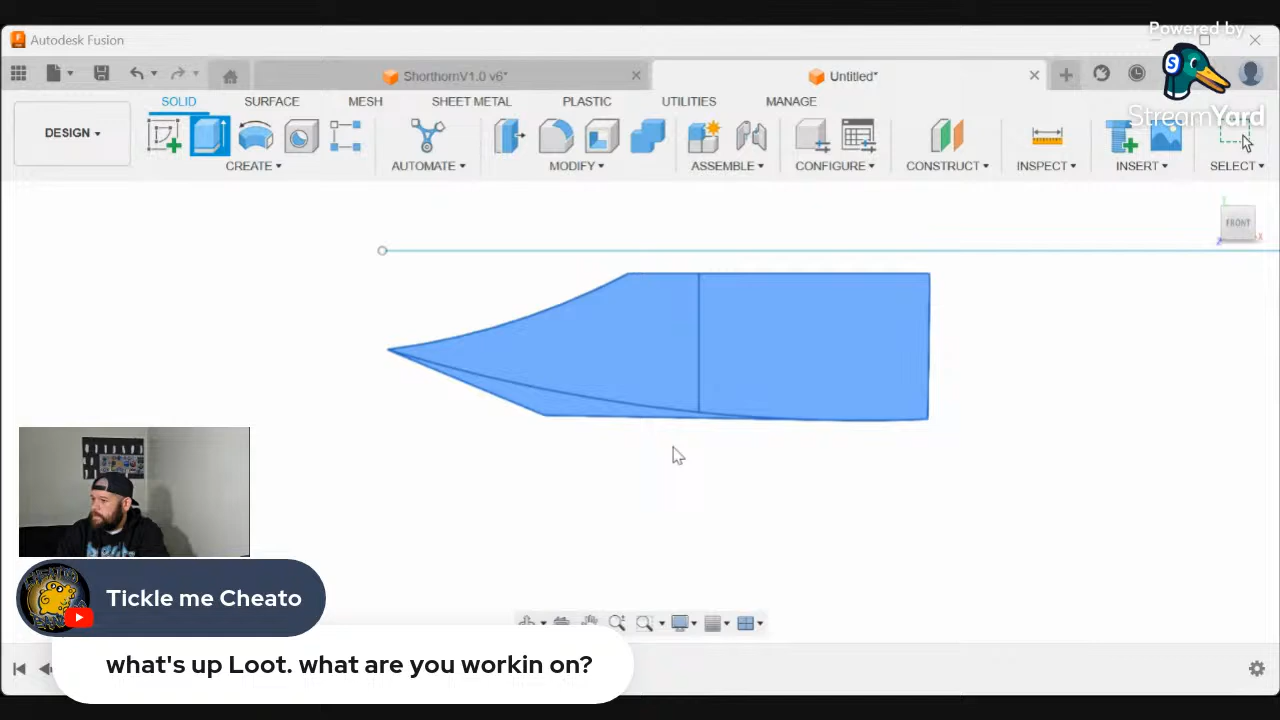 Powered by
StreamYard
Autodesk Fusion
ShorthornV1.0 v6*
Untitled*
SOLID
SURFACE
MESH
SHEET METAL
PLASTIC
UTILITIES
MANAGE
DESIGN
CREATE
AUTOMATE
MODIFY
ASSEMBLE
CONFIGURE
CONSTRUCT
INSPECT
INSERT
SELECT
FRONT
Tickle me Cheato
what's up Loot. what are you workin on?